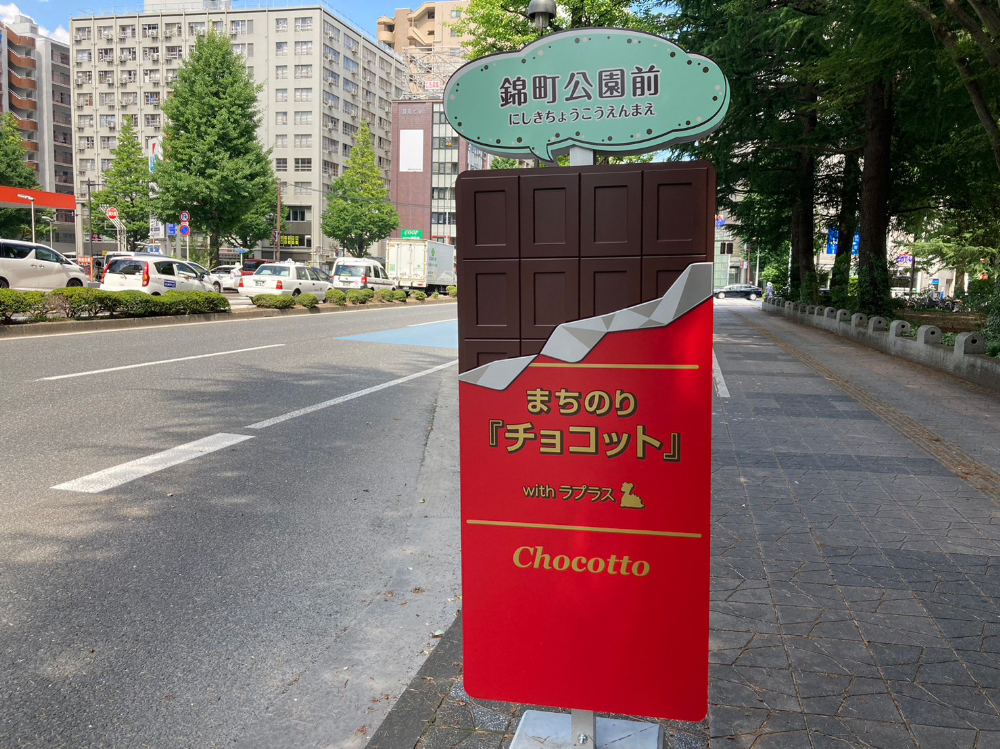 錦町公園前
にしきちょうこうえんまえ
まちのり
『チョコット』
with ラプラス
Chocotto